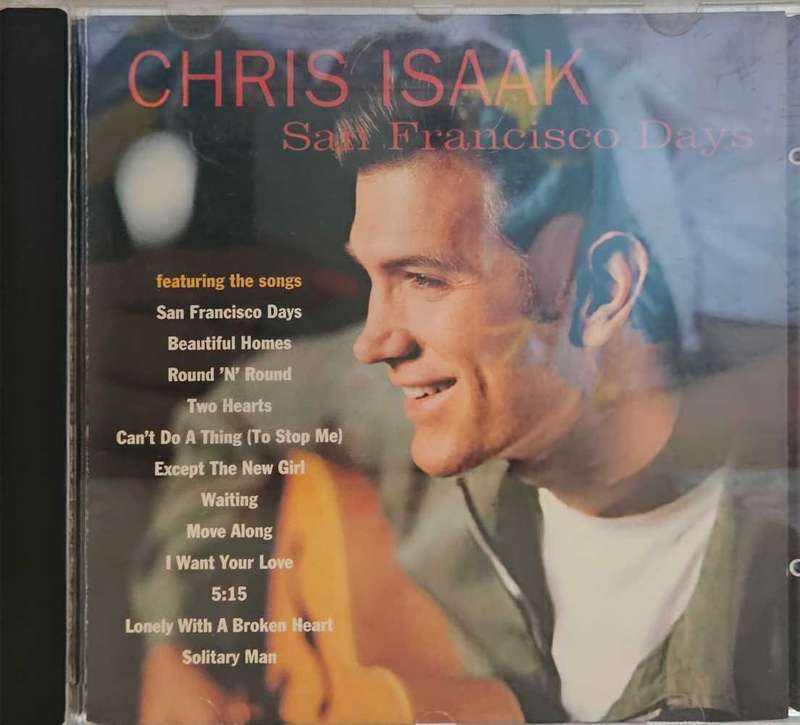 CHRIS ISAAK
San Francisco Days
featuring the songs
San Francisco Days
Beautiful Homes
Round 'N' Round
Two Hearts
Can't Do A Thing (To Stop Me)
Except The New Girl
Waiting
Move Along
I Want Your Love
5:15
Lonely With A Broken Heart
Solitary Man